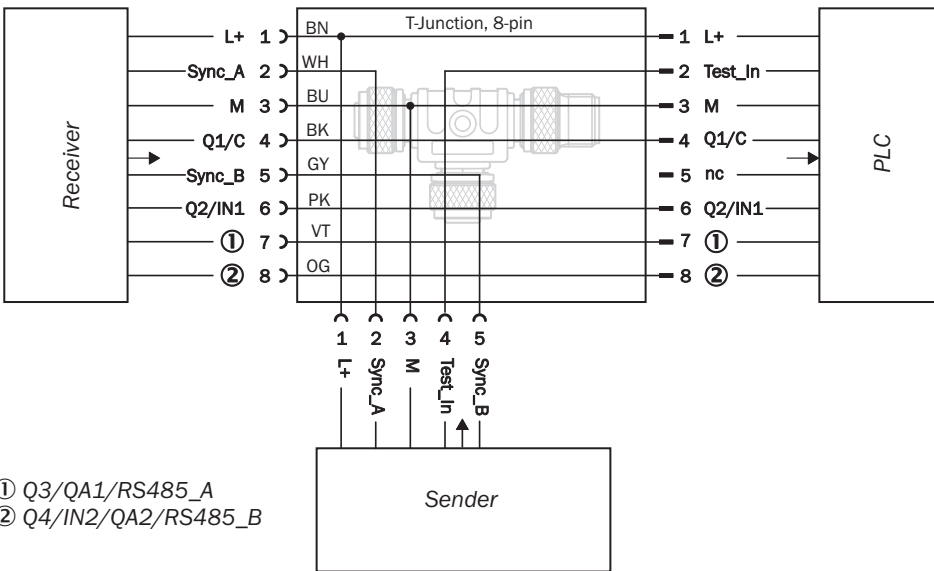 T-Junction, 8-pin
Receiver
L+ 1 BN 1 L+
Sync_A 2 WH 2 Test_In
M 3 BU 3 M
Q1/C 4 BK 4 Q1/C
Sync_B 5 GY 5 nc
Q2/IN1 6 PK 6 Q2/IN1
① 7 VT 7 ①
② 8 OG 8 ②
PLC
1 2 3 4 5
L+ Sync_A M Test_In Sync_B
Sender
① Q3/QA1/RS485_A
② Q4/IN2/QA2/RS485_B